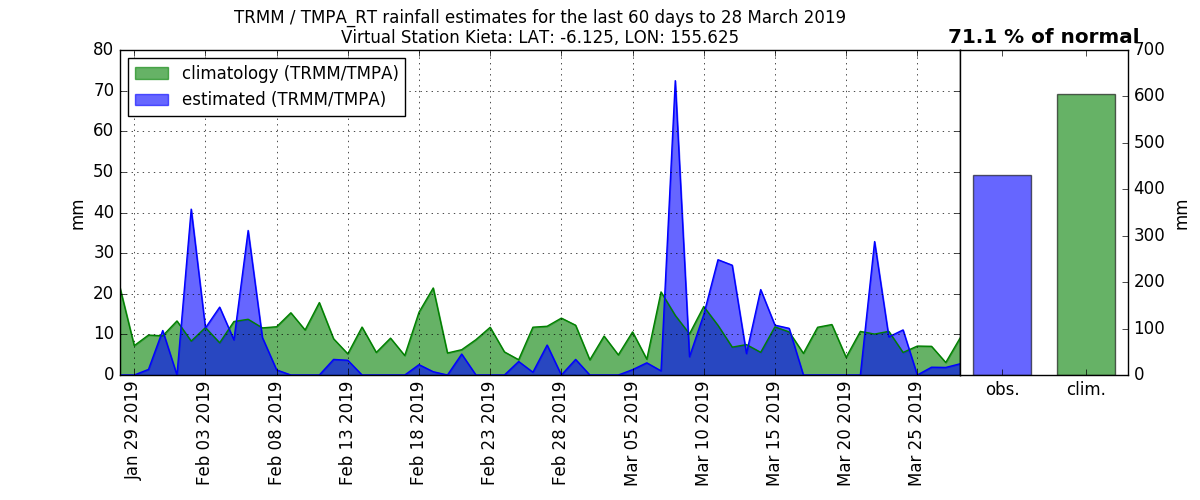 TRMM / TMPA_RT rainfall estimates for the last 60 days to 28 March 2019
Virtual Station Kieta: LAT: -6.125, LON: 155.625
71.1 % of normal
climatology (TRMM/TMPA)
estimated (TRMM/TMPA)
mm
80
70
60
50
40
30
20
10
0
Jan 29 2019
Feb 03 2019
Feb 08 2019
Feb 13 2019
Feb 18 2019
Feb 23 2019
Feb 28 2019
Mar 05 2019
Mar 10 2019
Mar 15 2019
Mar 20 2019
Mar 25 2019
obs.
clim.
700
600
500
400
300
200
100
0
mm